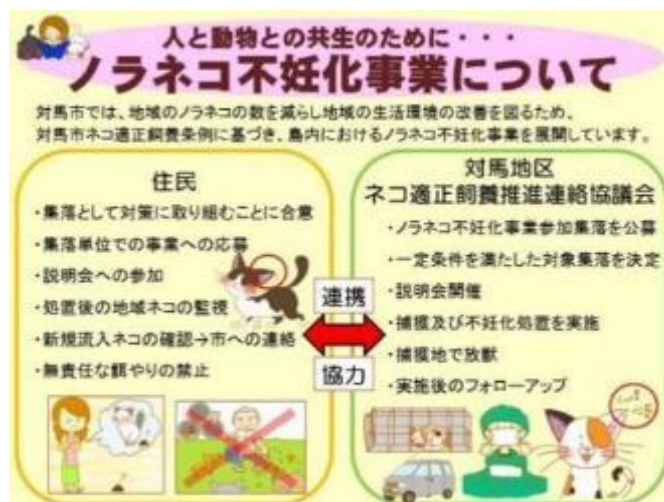 人と動物との共生のために・・・
ノラネコ不妊化事業について
対馬市では、地域のノラネコの数を減らし地域の生活環境の改善を図るため、
対馬市ネコ適正飼養条例に基づき、島内におけるノラネコ不妊化事業を展開しています。
住民
・集落として対策に取り組むことに合意
・集落単位での事業への応募
・説明会への参加
・処置後の地域ネコの監視
・新規流入ネコの確認→市への連絡
・無責任な餌やりの禁止
連携
協力
対馬地区
ネコ適正飼養推進連絡協議会
・ノラネコ不妊化事業参加集落を公募
・一定条件を満たした対象集落を決定
・説明会開催
・捕獲及び不妊化処置を実施
・捕獲地で放獣
・実施後のフォローアップ